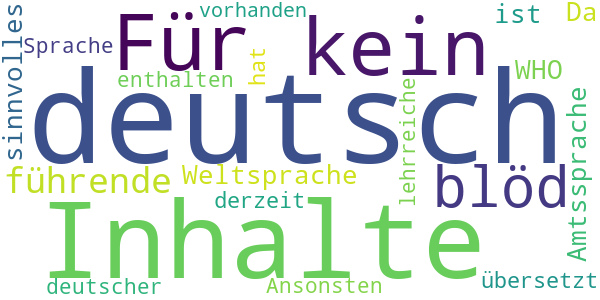 sinnvolles
Sprache
Für
vorhanden
kein
ist
Da
enthalten
hat
WHO
deutsch
lehrreiche
Amtssprache
führende
Weltsprache
blöd
derzeit
Inhalte
deutscher
Ansonsten
übersetzt